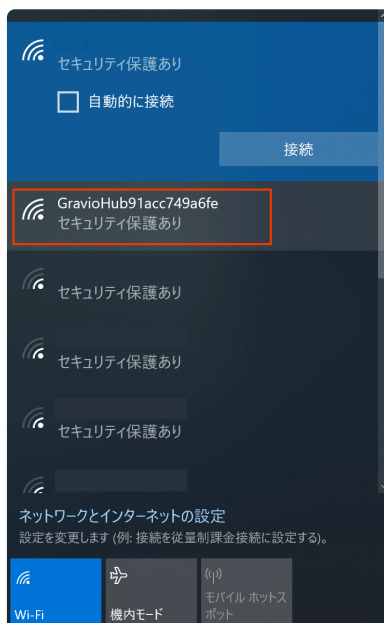 セキュリティ保護あり
自動的に接続
接続
GravioHub91acc749a6fe
セキュリティ保護あり
セキュリティ保護あり
セキュリティ保護あり
セキュリティ保護あり
ネットワークとインターネットの設定
設定を変更します (例: 接続を従量制課金接続に設定する)。
Wi-Fi
機内モード
モバイル ホットス
ポット